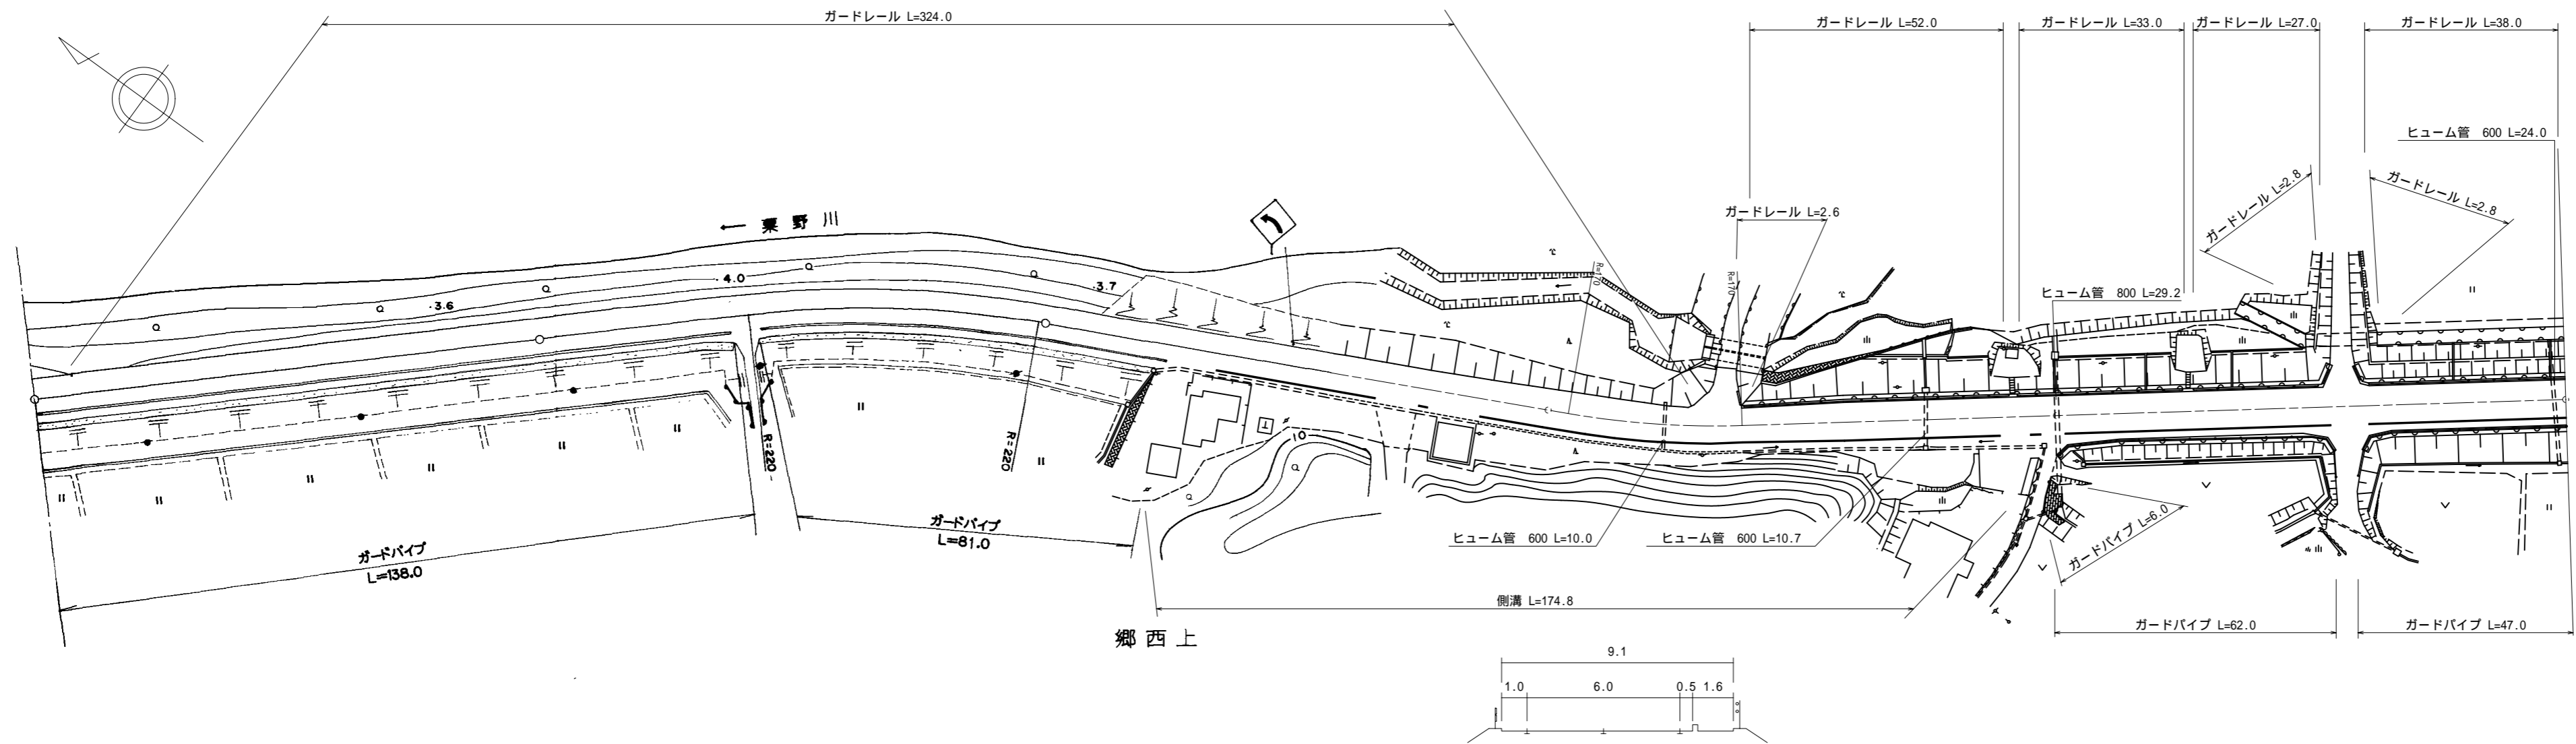 ガードレール L=324.0
ガードレール L=52.0
ガードレール L=33.0
ガードレール L=27.0
ガードレール L=38.0
ヒューム管 600 L=24.0
ガードレール L=2.8
ガードレール L=2.8
ガードレール L=2.6
粟野川
4.0
3.6
3.7
R=170
R=170
ヒューム管 800 L=29.2
R=220
R=220
10
ガードパイプ
L=138.0
ガードパイプ
L=81.0
ヒューム管 600 L=10.0
ヒューム管 600 L=10.7
ガードパイプ L=6.0
側溝 L=174.8
ガードパイプ L=62.0
ガードパイプ L=47.0
郷西上
9.1
1.0 6.0 0.5 1.6